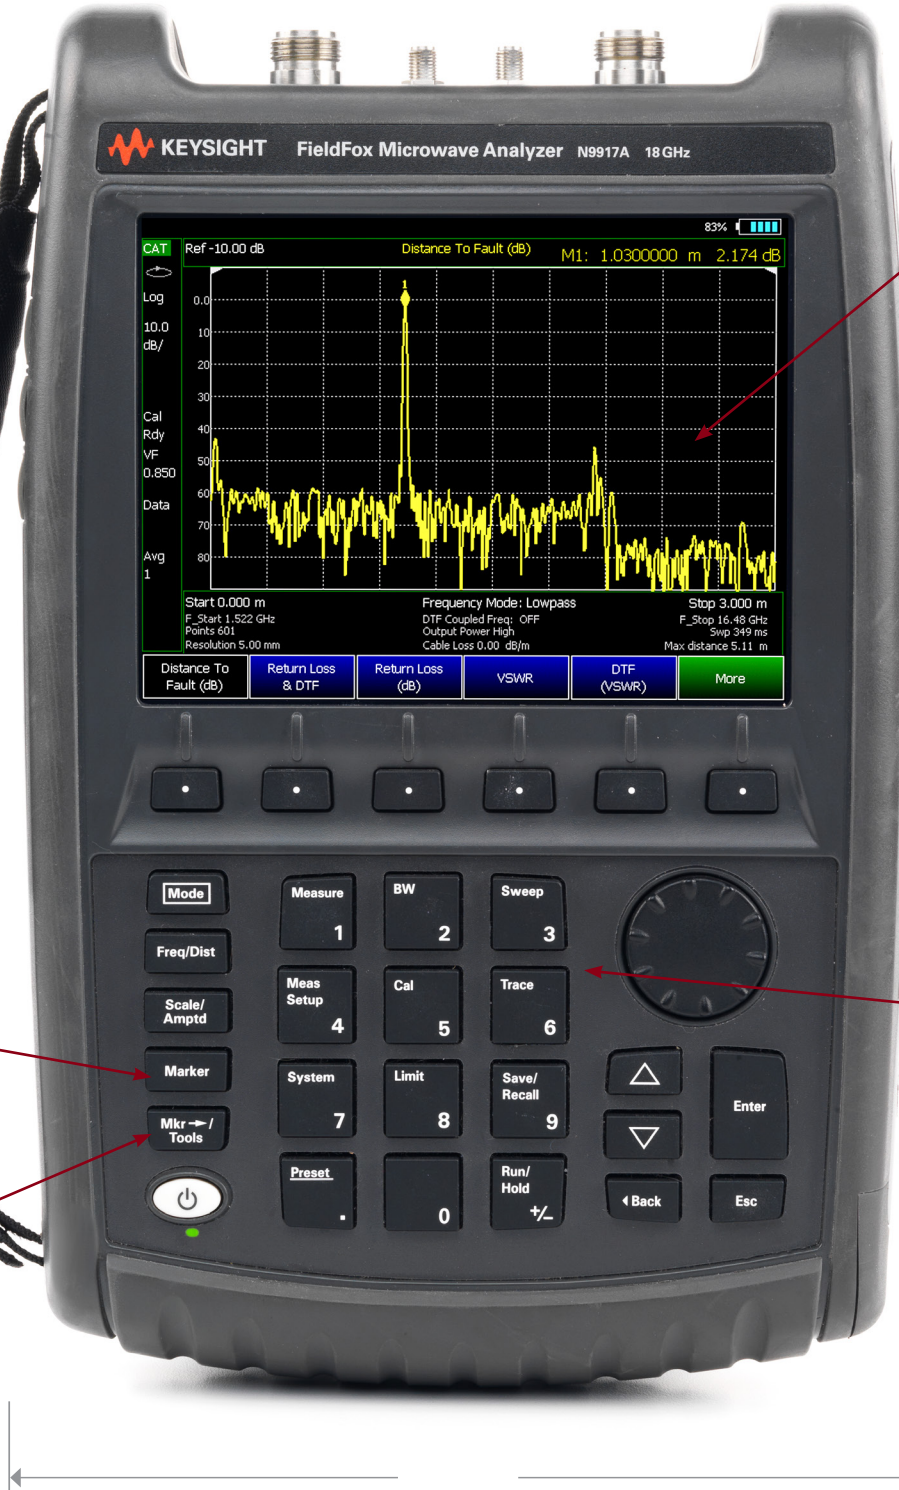 KEYSIGHT FieldFox Microwave Analyzer N9917A 18 GHz
83%
CAT
Ref -10.00 dB Distance To Fault (dB) M1: 1.0300000 m 2.174 dB
Log
10.0
dB/
Cal
Rdy
VF
0.850
Data
Avg
1
1
0.0
10
20
30
40
50
60
70
80
Start 0.000 m Frequency Mode: Lowpass Stop 3.000 m
F_Start 1.522 GHz DTF Coupled Freq: OFF F_Stop 16.48 GHz
Points 601 Output Power High Swp 349 ms
Resolution 5.00 mm Cable Loss 0.00 dB/m Max distance 5.11 m
Distance To
Fault (dB)
Return Loss
& DTF
Return Loss
(dB)
VSWR
DTF
(VSWR)
More
Mode
Freq/Dist
Scale/
Amptd
Marker
Mkr→/
Tools
Measure
1
BW
2
Sweep
3
Meas
Setup
4
Cal
5
Trace
6
System
7
Limit
8
Save/
Recall
9
Preset
.
0
Run/
Hold
+/−
Enter
Back
Esc